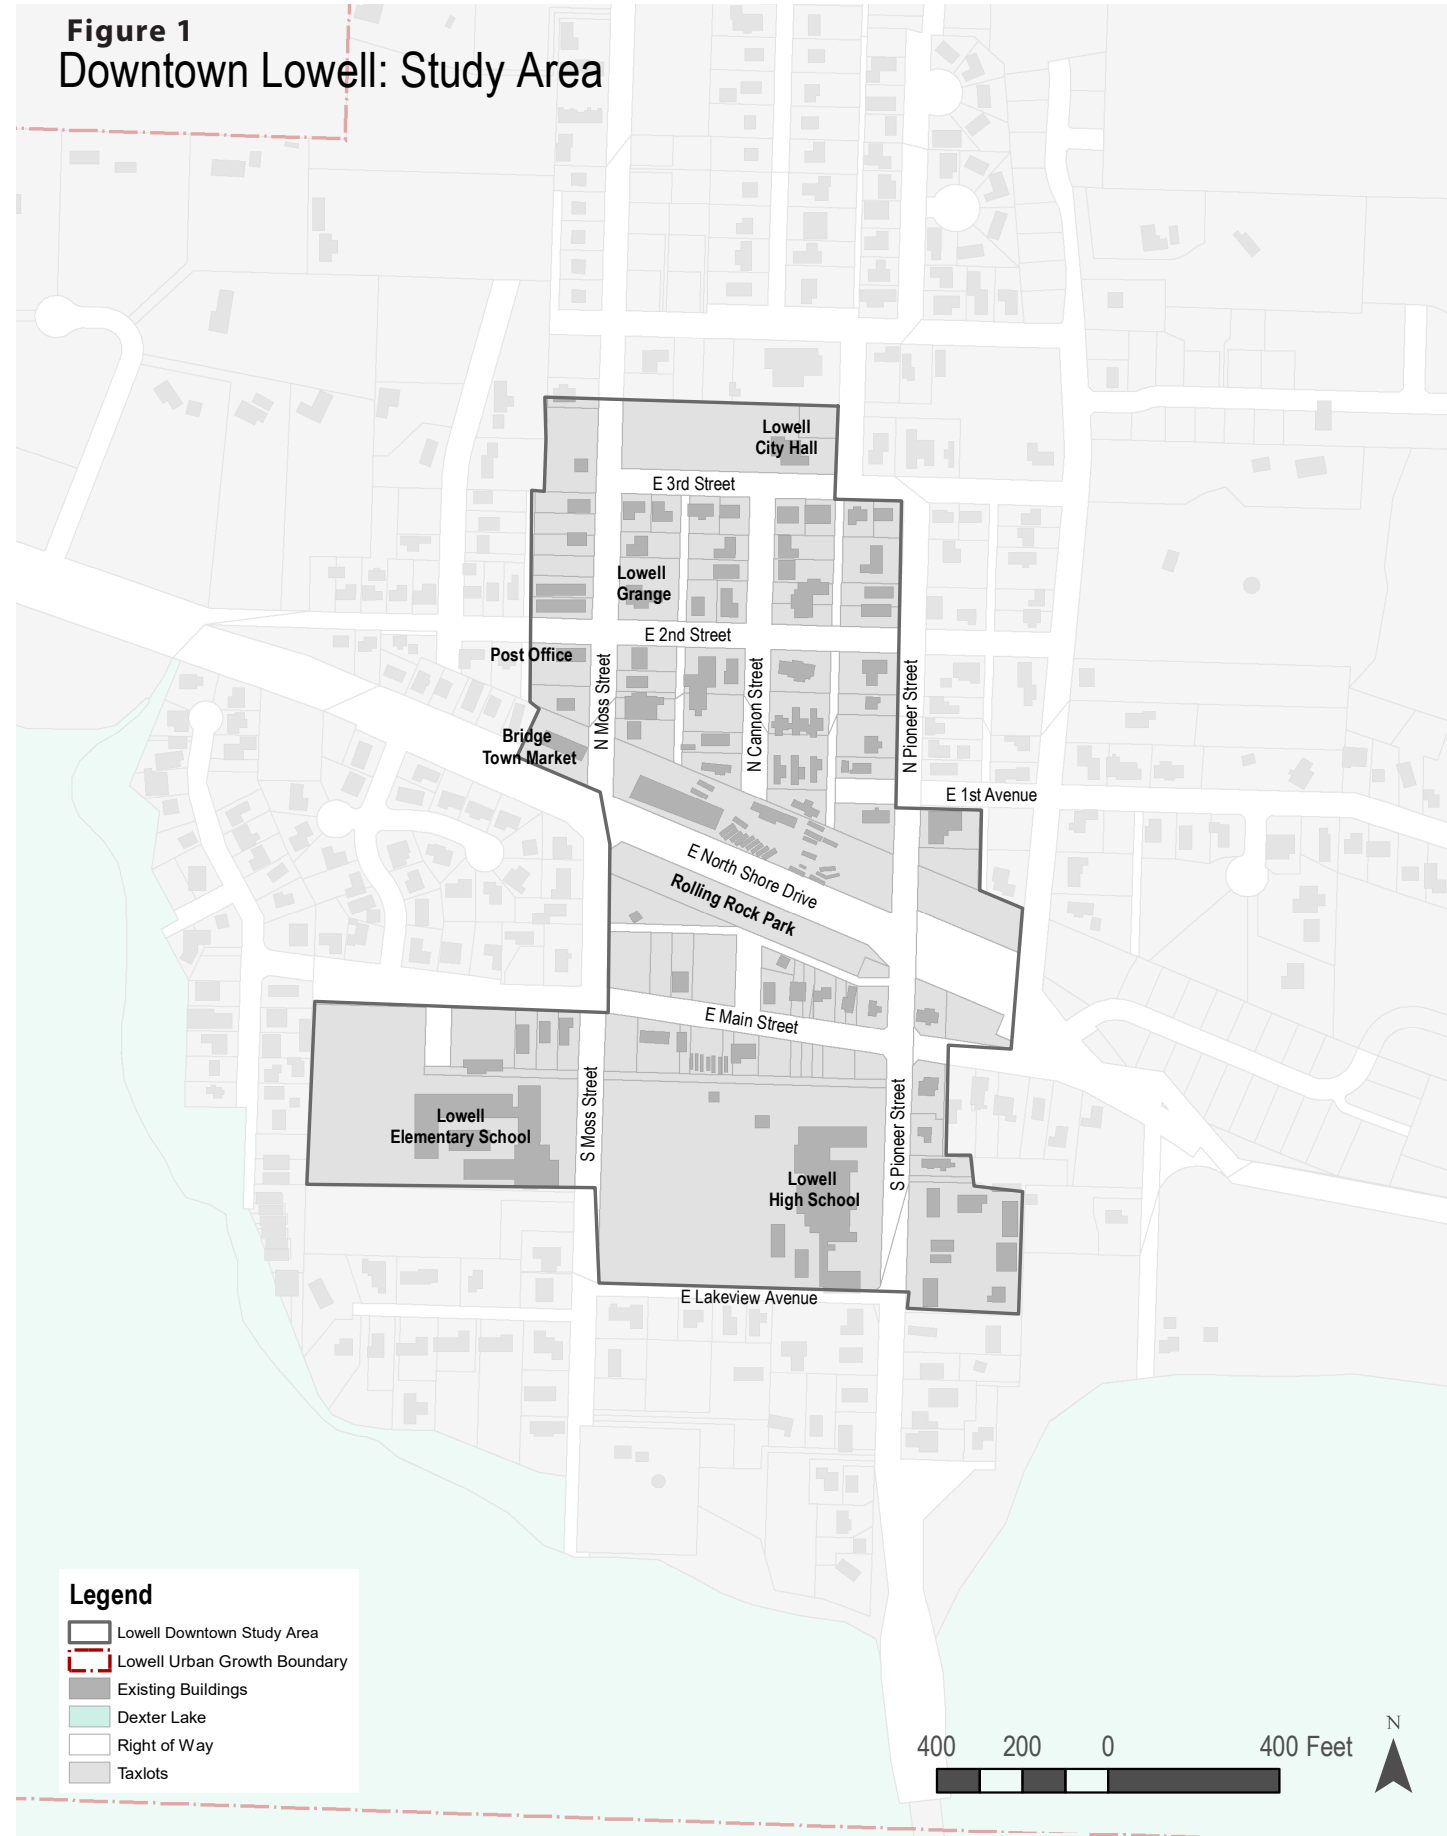 Figure 1
Downtown Lowell: Study Area
Lowell
City Hall
E 3rd Street
Lowell
Grange
E 2nd Street
Post Office
N Moss Street
N Cannon Street
N Pioneer Street
Bridge
Town Market
E 1st Avenue
E North Shore Drive
Rolling Rock Park
E Main Street
S Moss Street
S Pioneer Street
Lowell
Elementary School
Lowell
High School
E Lakeview Avenue
Legend
Lowell Downtown Study Area
Lowell Urban Growth Boundary
Existing Buildings
Dexter Lake
Right of Way
Taxlots
400 200 0 400 Feet
N